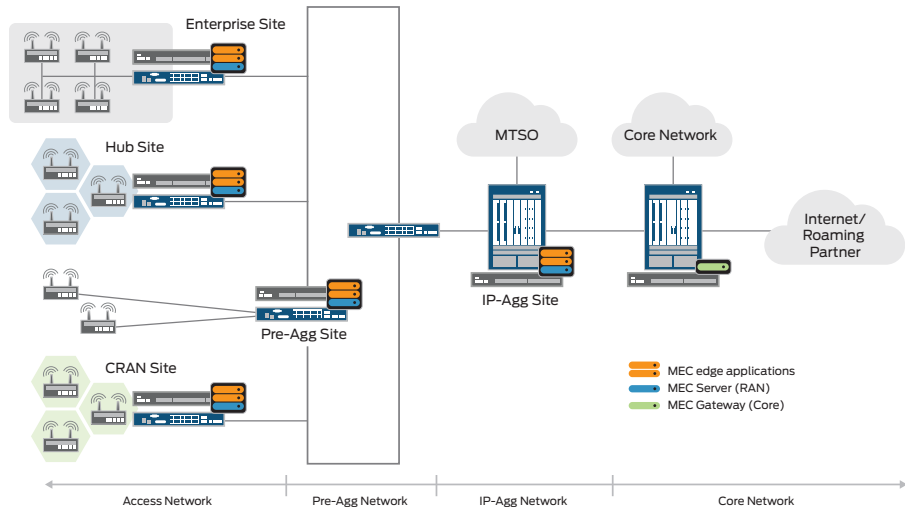 Enterprise Site
Hub Site
Pre-Agg Site
CRAN Site
MTSO
IP-Agg Site
Core Network
Internet/
Roaming
Partner
MEC edge applications
MEC Server (RAN)
MEC Gateway (Core)
Access Network
Pre-Agg Network
IP-Agg Network
Core Network